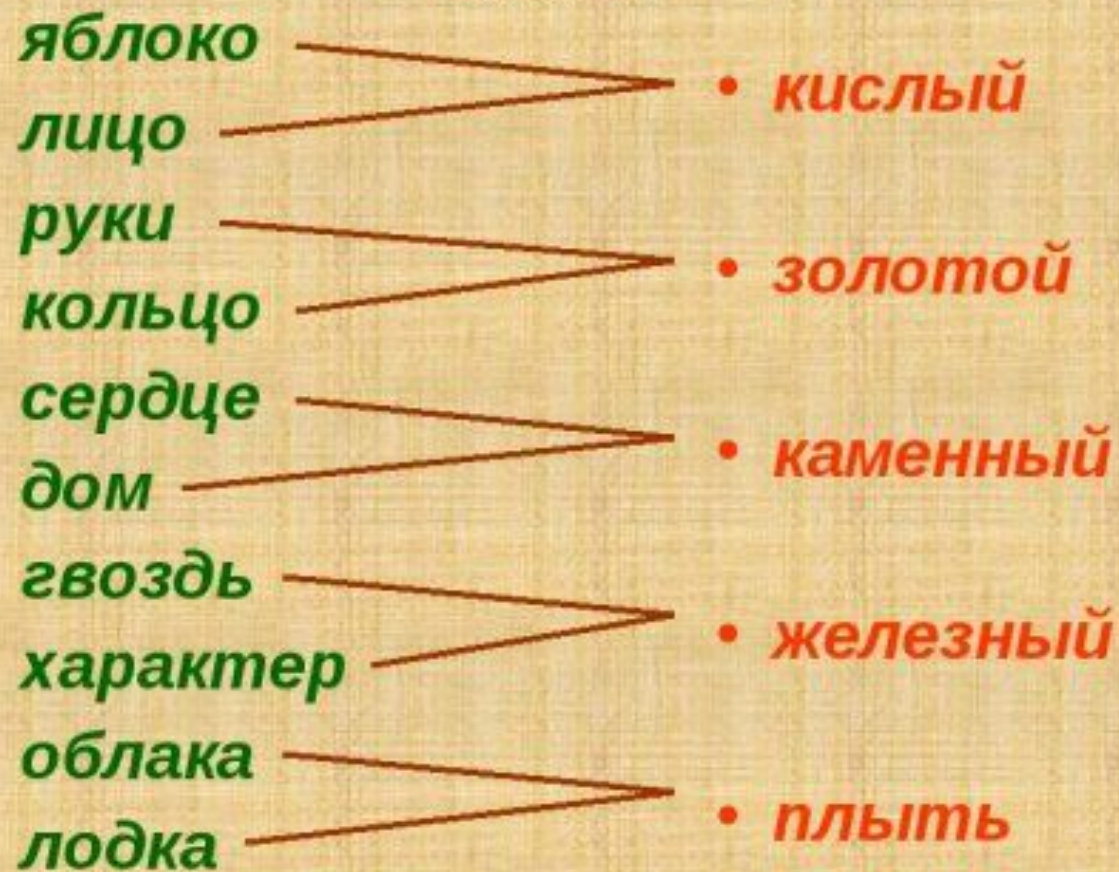 яблоко
лицо
руки
кольцо
сердце
дом
гвоздь
характер
облака
лодка
• кислый
• золотой
• каменный
• железный
• плыть